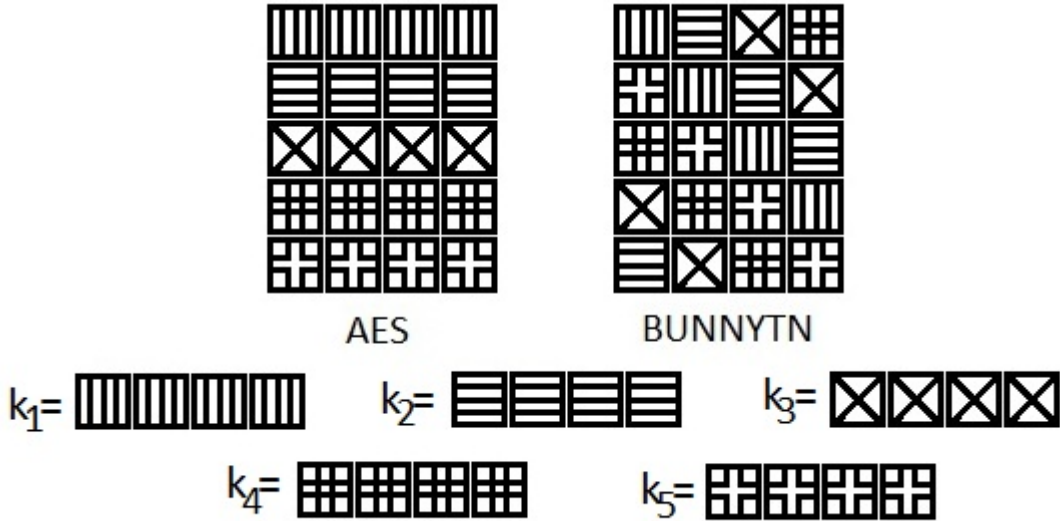 AES BUNNYTN
k1= k2= k3=
k4= k5=